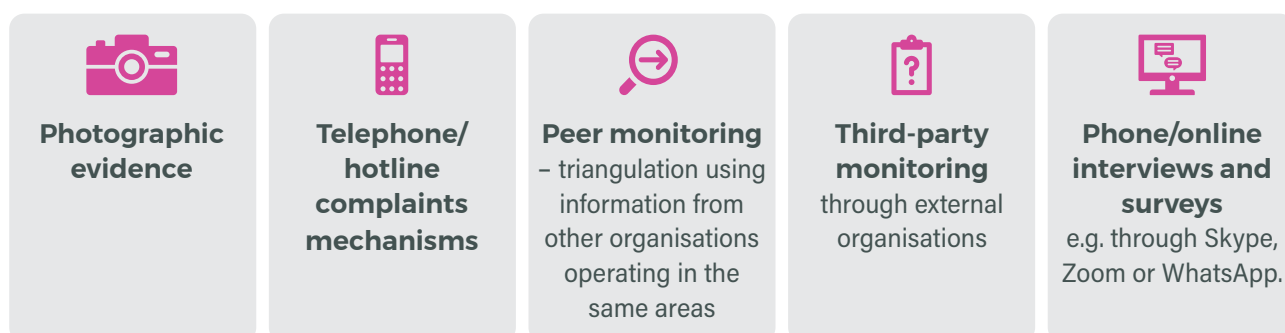 Photographic
evidence
Telephone/
hotline
complaints
mechanisms
Peer monitoring
– triangulation using
information from
other organisations
operating in the
same areas
?
Third-party
monitoring
through external
organisations
Phone/online
interviews and
surveys
e.g. through Skype,
Zoom or WhatsApp.